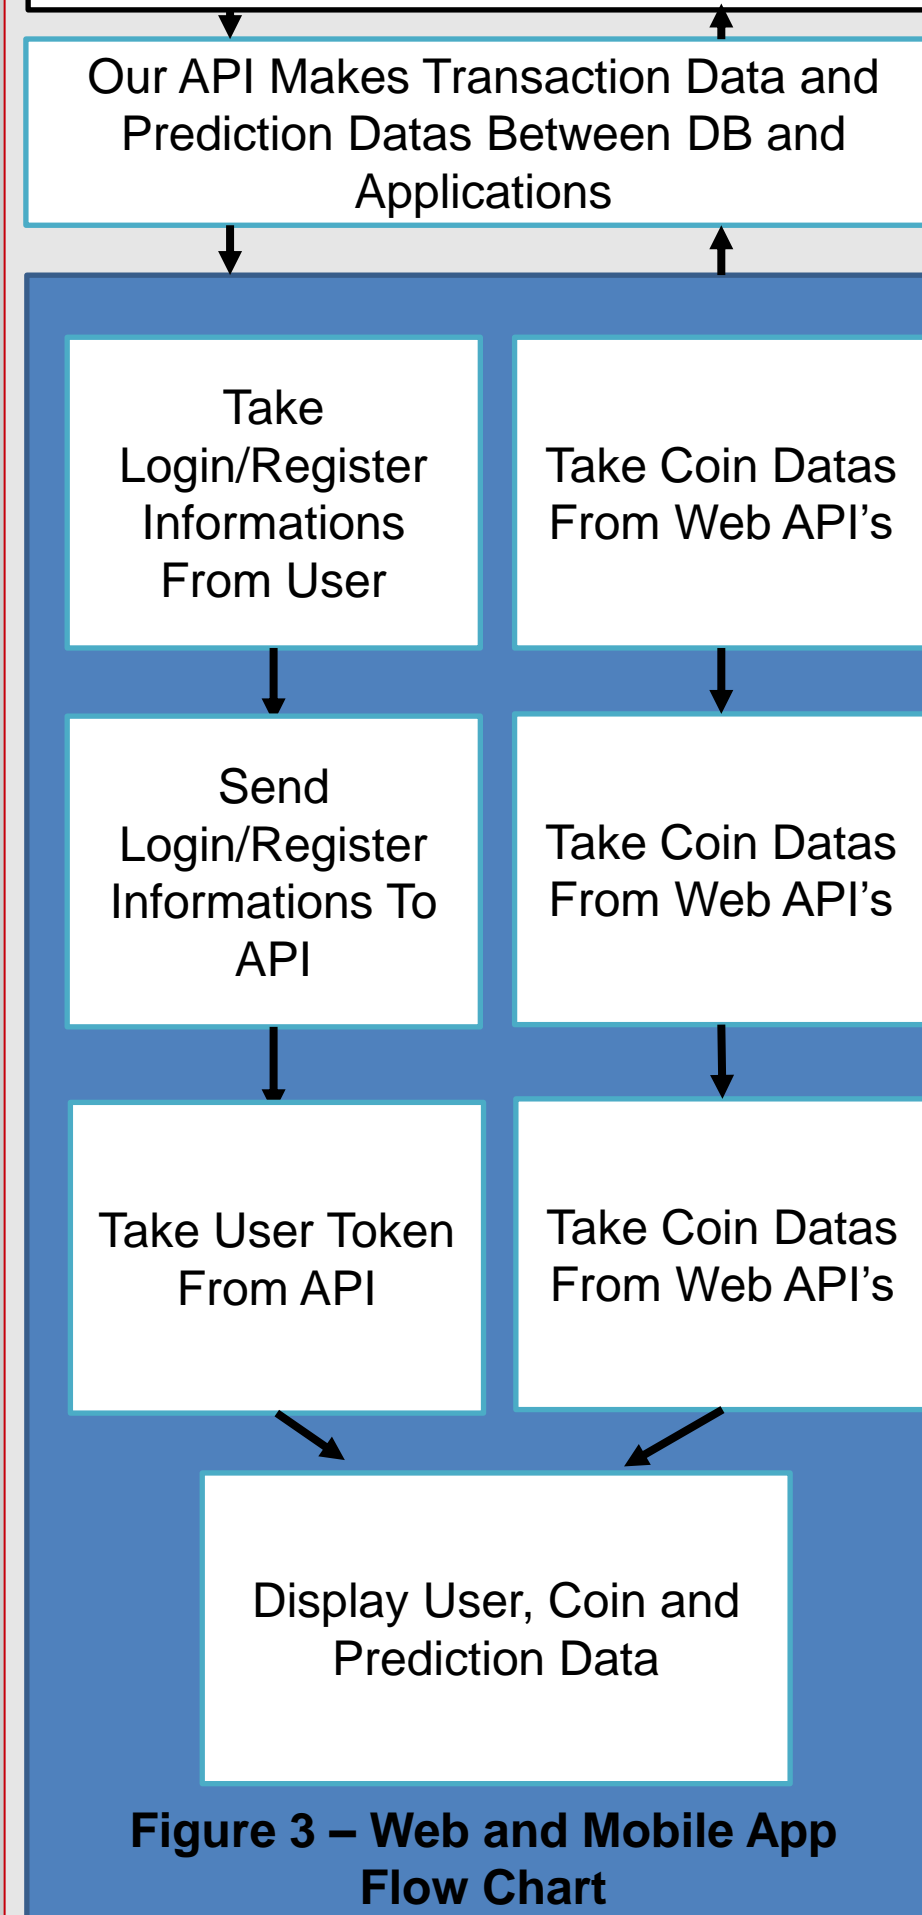 Our API Makes Transaction Data and
Prediction Datas Between DB and
Applications
Take
Login/Register
Informations
From User
Send
Login/Register
Informations To
API
Take User Token
From API
Take Coin Datas
From Web API's
Take Coin Datas
From Web API's
Take Coin Datas
From Web API's
Display User, Coin and
Prediction Data
Figure 3 – Web and Mobile App
Flow Chart